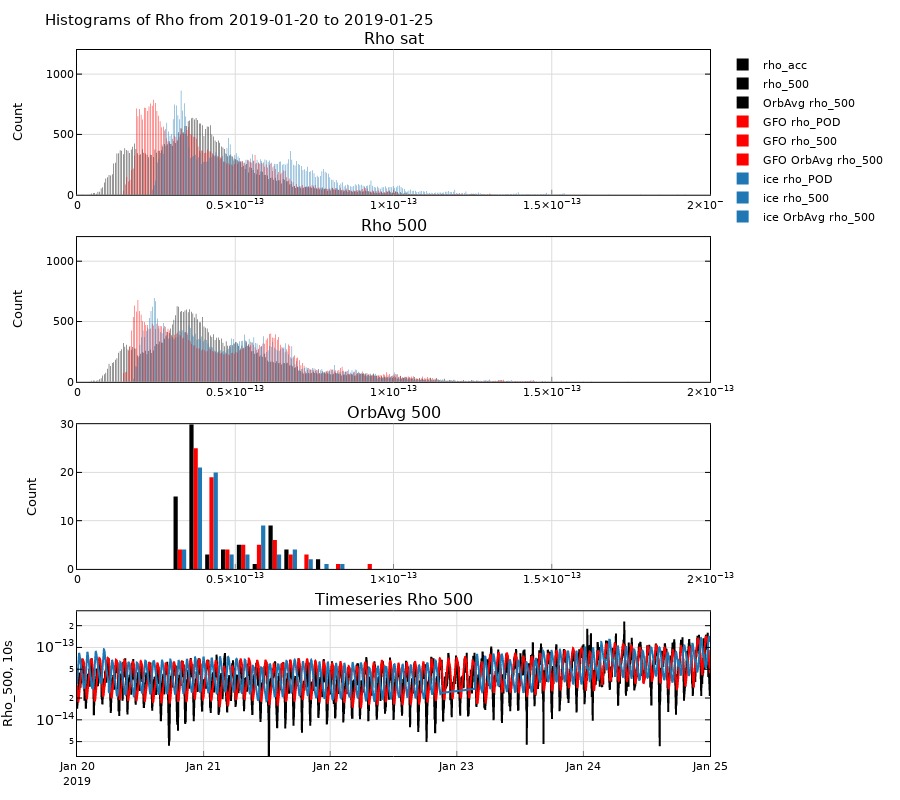 Histograms of Rho from 2019-01-20 to 2019-01-25
Rho sat
1000
500
0
Count
0 0.5×10−13 1×10−13 1.5×10−13 2×10−
rho_acc
rho_500
OrbAvg rho_500
GFO rho_POD
GFO rho_500
GFO OrbAvg rho_500
ice rho_POD
ice rho_500
ice OrbAvg rho_500
Rho 500
1000
500
0
Count
0 0.5×10−13 1×10−13 1.5×10−13 2×10−13
OrbAvg 500
30
20
10
0
Count
0 0.5×10−13 1×10−13 1.5×10−13 2×10−13
Timeseries Rho 500
2
10−13
5
2
10−14
5
Rho_500, 10s
Jan 20 Jan 21 Jan 22 Jan 23 Jan 24 Jan 25
2019